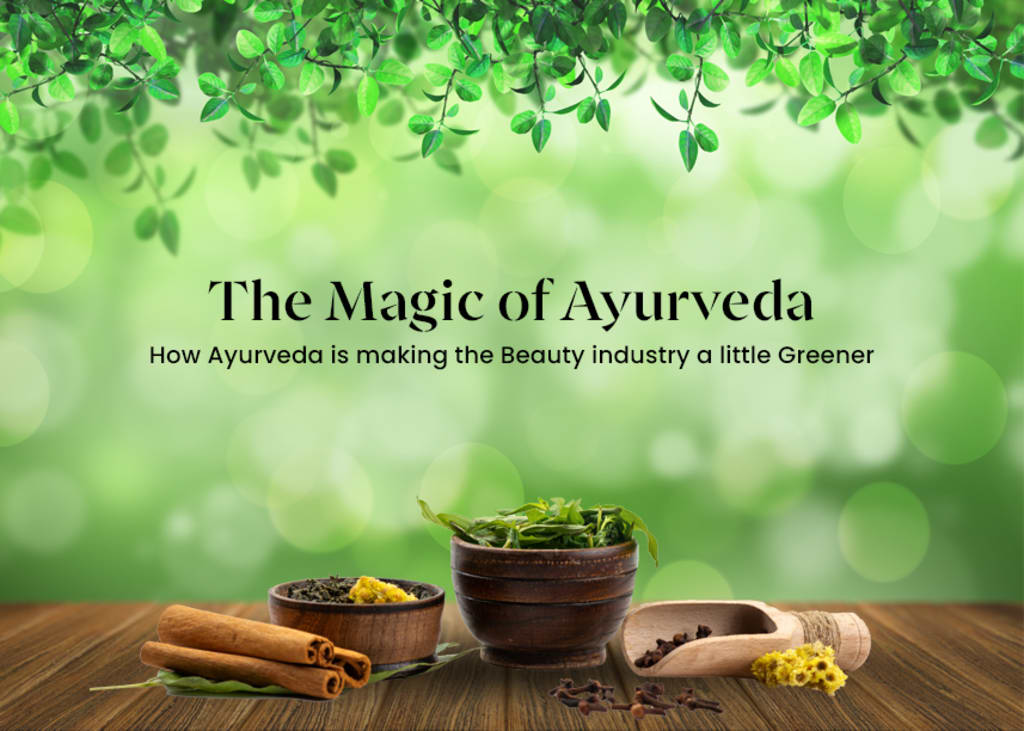 The Magic of Ayurveda
How Ayurveda is making the Beauty industry a little Greener